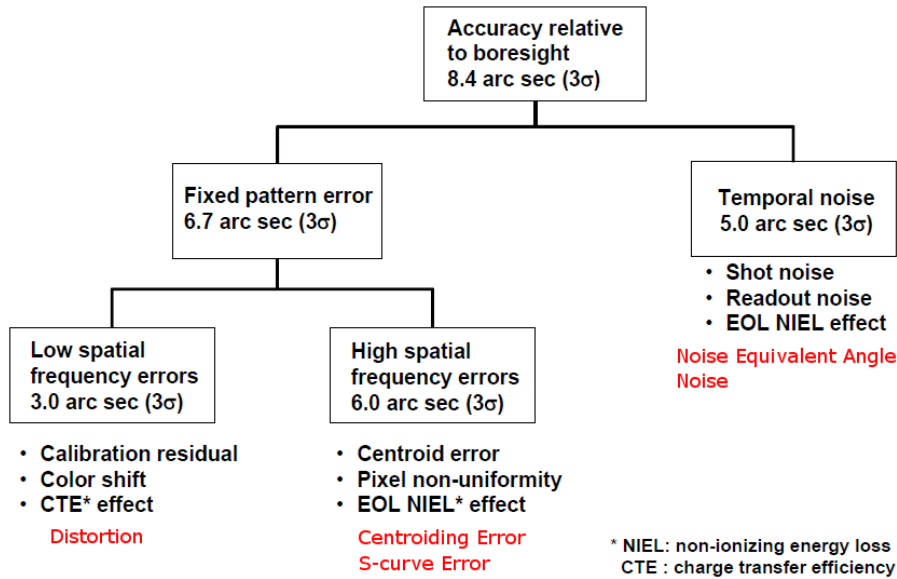 Accuracy relative
to boresight
8.4 arc sec (3σ)
Fixed pattern error
6.7 arc sec (3σ)
Temporal noise
5.0 arc sec (3σ)
• Shot noise
• Readout noise
• EOL NIEL effect
Noise Equivalent Angle
Noise
Low spatial
frequency errors
3.0 arc sec (3σ)
• Calibration residual
• Color shift
• CTE* effect
Distortion
High spatial
frequency errors
6.0 arc sec (3σ)
• Centroid error
• Pixel non-uniformity
• EOL NIEL* effect
Centroiding Error
S-curve Error
* NIEL: non-ionizing energy loss
CTE : charge transfer efficiency